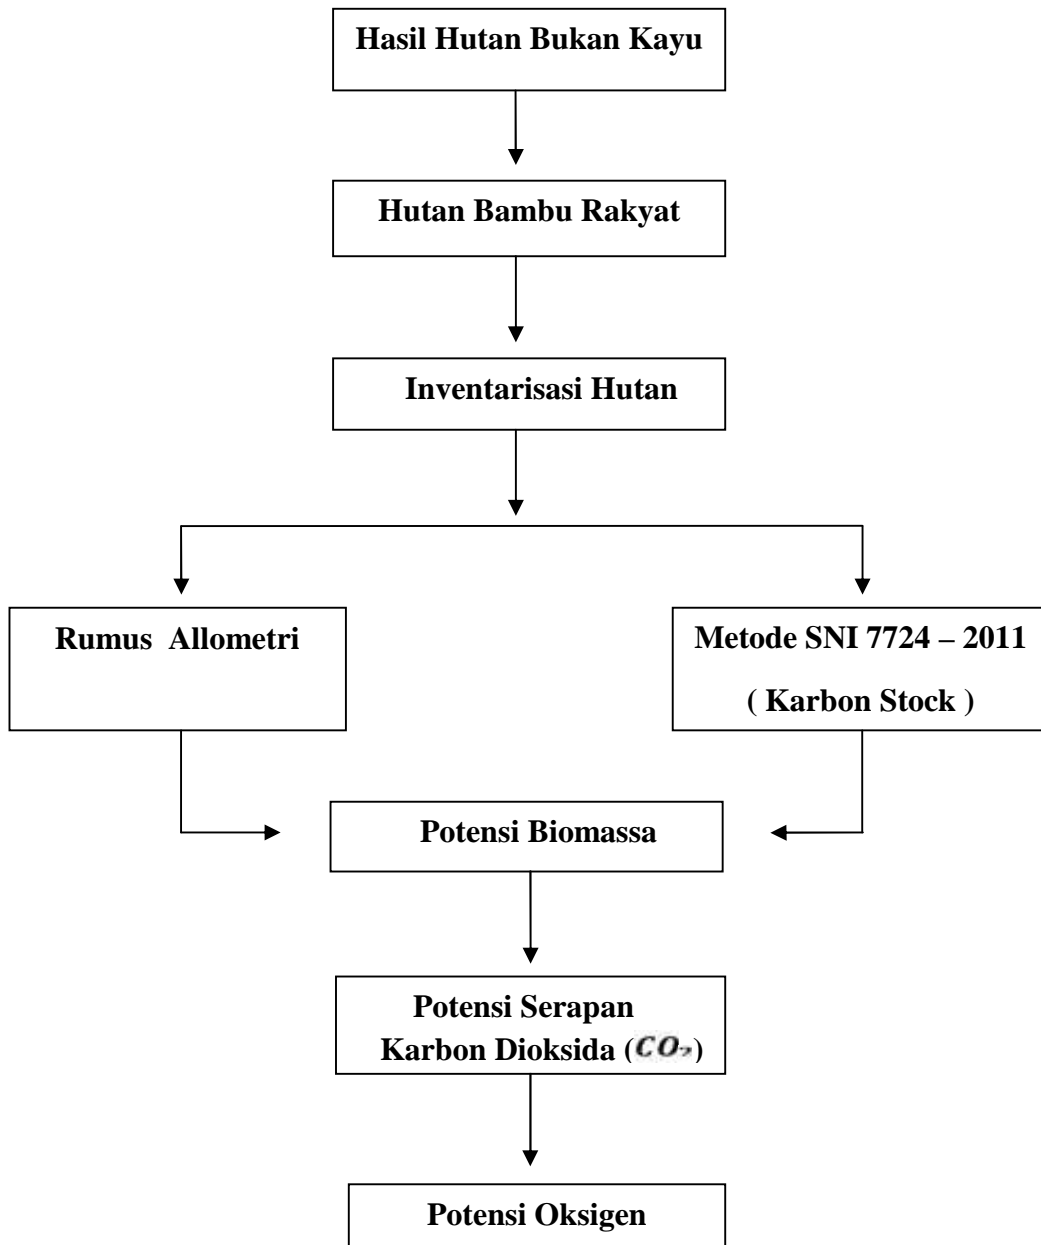 Hasil Hutan Bukan Kayu
Hutan Bambu Rakyat
Inventarisasi Hutan
Rumus Allometri
Metode SNI 7724 – 2011
( Karbon Stock )
Potensi Biomassa
Potensi Serapan
Karbon Dioksida (CO₂)
Potensi Oksigen